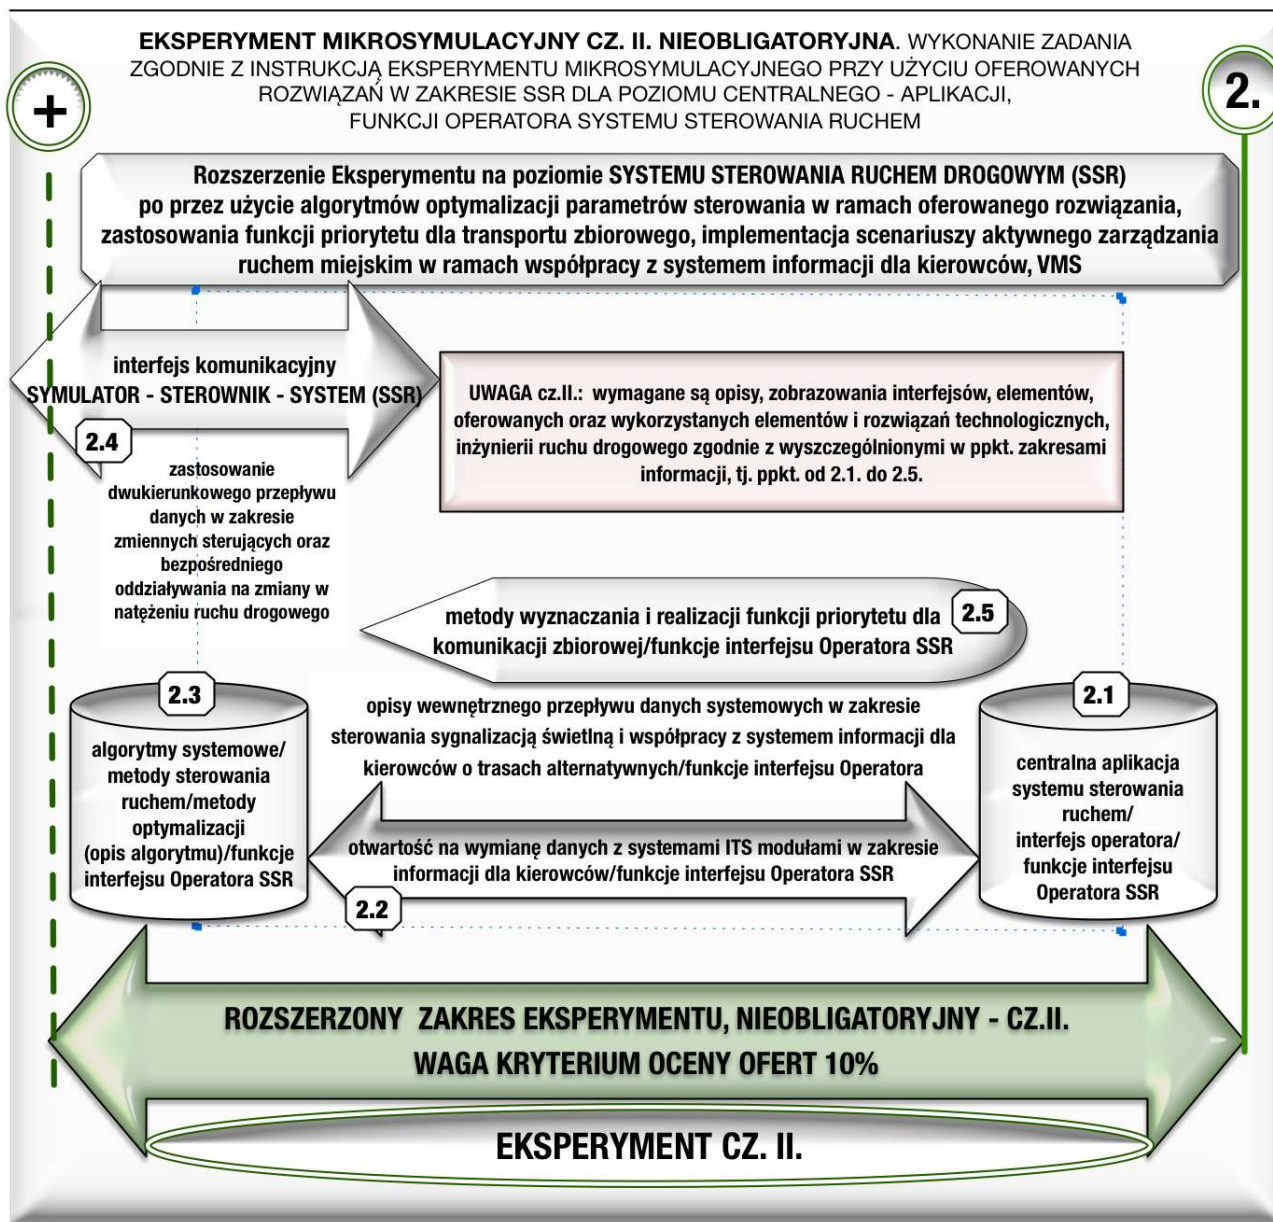 EKSPERYMENT MIKROSYMULACYJNY CZ. II. NIEOBLIGATORYJNA. WYKONANIE ZADANIA
ZGODNIE Z INSTRUKCJĄ EKSPERYMENTU MIKROSYMULACYJNEGO PRZY UŻYCIU OFEROWANYCH
ROZWIĄZAŃ W ZAKRESIE SSR DLA POZIOMU CENTRALNEGO - APLIKACJI,
FUNKCJI OPERATORA SYSTEMU STEROWANIA RUCHEM
+
2.
Rozszerzenie Eksperymentu na poziomie SYSTEMU STEROWANIA RUCHEM DROGOWYM (SSR)
po przez użycie algorytmów optymalizacji parametrów sterowania w ramach oferowanego rozwiązania,
zastosowania funkcji priorytetu dla transportu zbiorowego, implementacja scenariuszy aktywnego zarządzania
ruchem miejskim w ramach współpracy z systemem informacji dla kierowców, VMS
interfejs komunikacyjny
SYMULATOR - STEROWNIK - SYSTEM (SSR)
2.4
zastosowanie
dwukierunkowego przepływu
danych w zakresie
zmiennych sterujących oraz
bezpośredniego
oddziaływania na zmiany w
natężeniu ruchu drogowego
UWAGA cz.II.: wymagane są opisy, zobrazowania interfejsów, elementów,
oferowanych oraz wykorzystanych elementów i rozwiązań technologicznych,
inżynierii ruchu drogowego zgodnie z wyszczególnionymi w ppkt. zakresami
informacji, tj. ppkt. od 2.1. do 2.5.
metody wyznaczania i realizacji funkcji priorytetu dla
komunikacji zbiorowej/funkcje interfejsu Operatora SSR
2.5
2.3
algorytmy systemowe/
metody sterowania
ruchem/metody
optymalizacji
(opis algorytmu)/funkcje
interfejsu Operatora SSR
opisy wewnętrznego przepływu danych systemowych w zakresie
sterowania sygnalizacją świetlną i współpracy z systemem informacji dla
kierowców o trasach alternatywnych/funkcje interfejsu Operatora
otwartość na wymianę danych z systemami ITS modułami w zakresie
informacji dla kierowców/funkcje interfejsu Operatora SSR
2.2
2.1
centralna aplikacja
systemu sterowania
ruchem/
interfejs operatora/
funkcje interfejsu
Operatora SSR
ROZSZERZONY ZAKRES EKSPERYMENTU, NIEOBLIGATORYJNY - CZ.II.
WAGA KRYTERIUM OCENY OFERT 10%
EKSPERYMENT CZ. II.